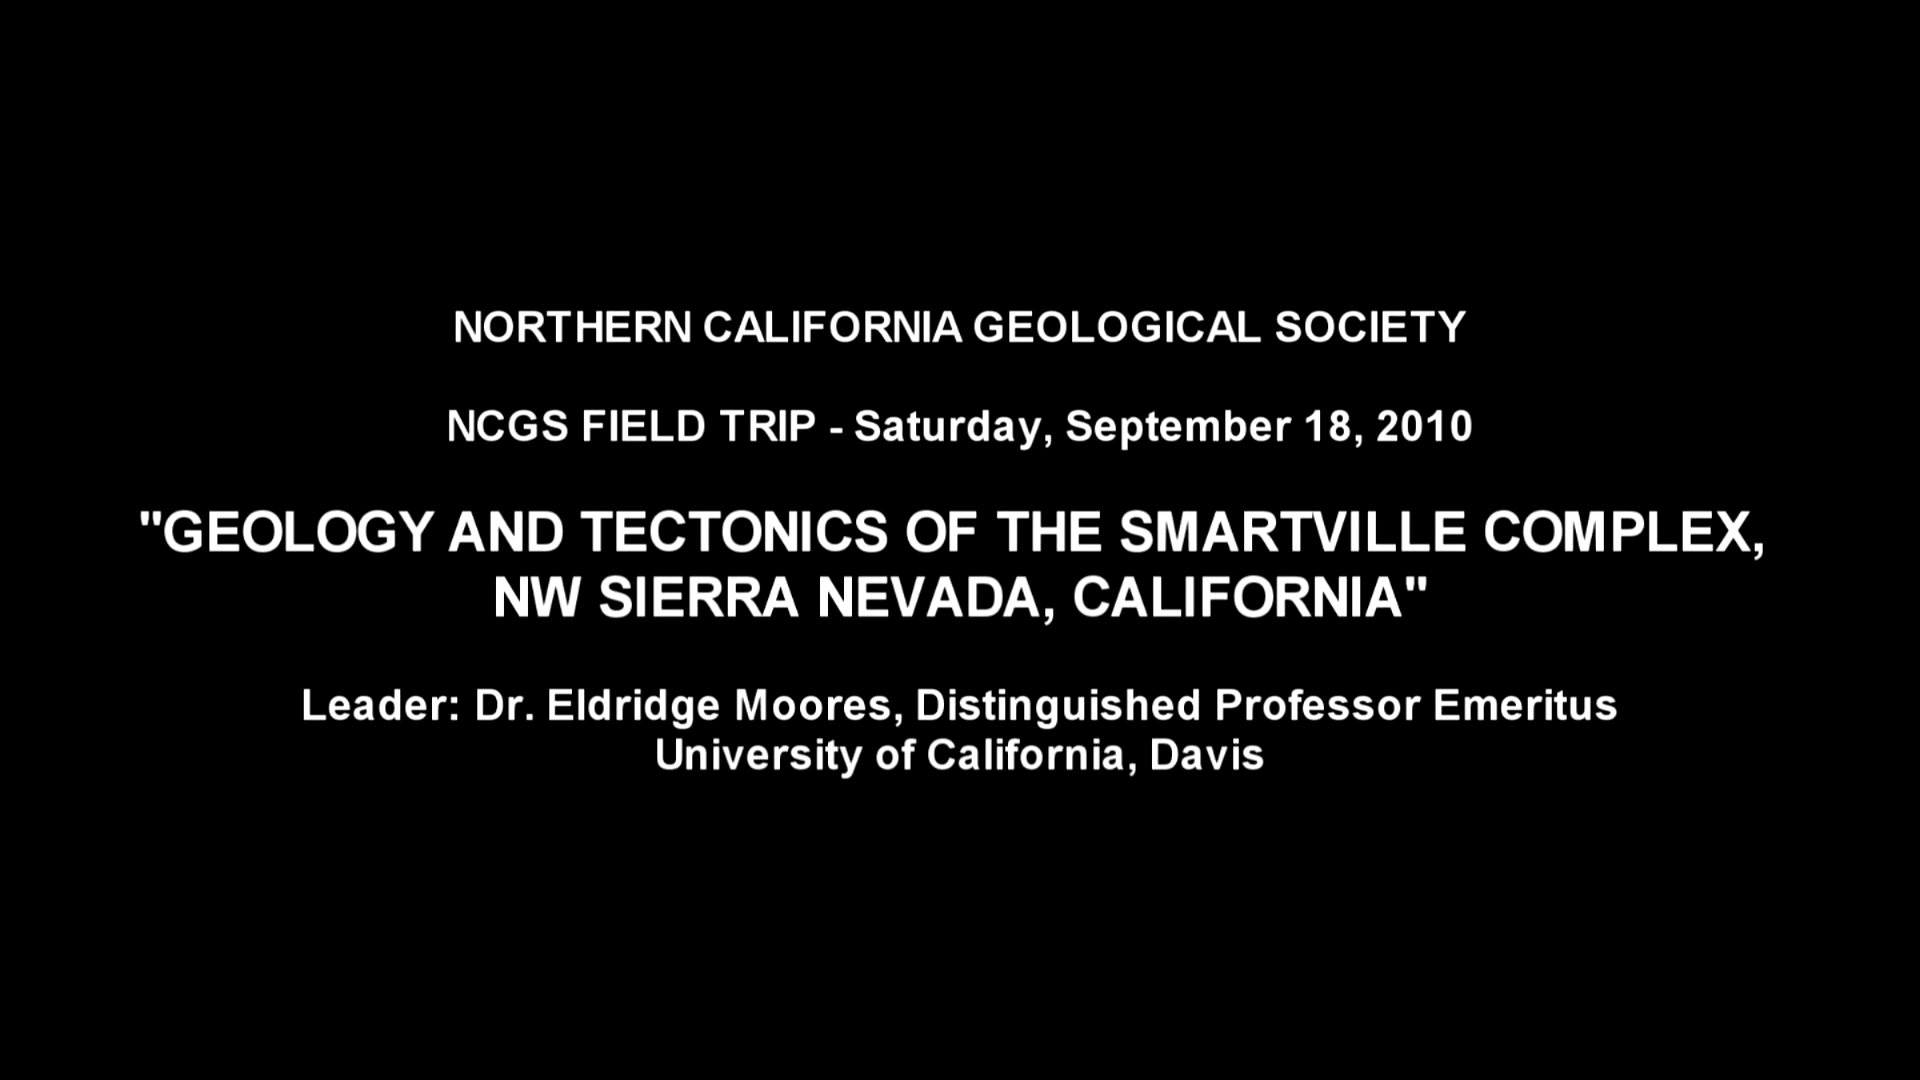 NORTHERN CALIFORNIA GEOLOGICAL SOCIETY
NCGS FIELD TRIP - Saturday, September 18, 2010
"GEOLOGY AND TECTONICS OF THE SMARTVILLE COMPLEX,
NW SIERRA NEVADA, CALIFORNIA"
Leader: Dr. Eldridge Moores, Distinguished Professor Emeritus
University of California, Davis